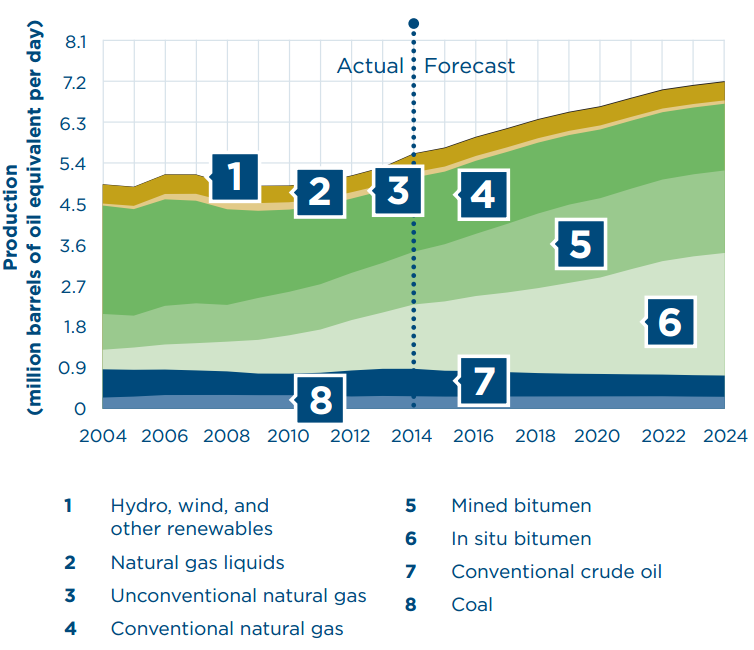 Production
(million barrels of oil equivalent per day)
8.1
7.2
6.3
5.4
4.5
3.6
2.7
1.8
0.9
0
Actual
Forecast
1
2
3
4
5
6
7
8
2004 2006 2008 2010 2012 2014 2016 2018 2020 2022 2024
1 Hydro, wind, and
other renewables
2 Natural gas liquids
3 Unconventional natural gas
4 Conventional natural gas
5 Mined bitumen
6 In situ bitumen
7 Conventional crude oil
8 Coal